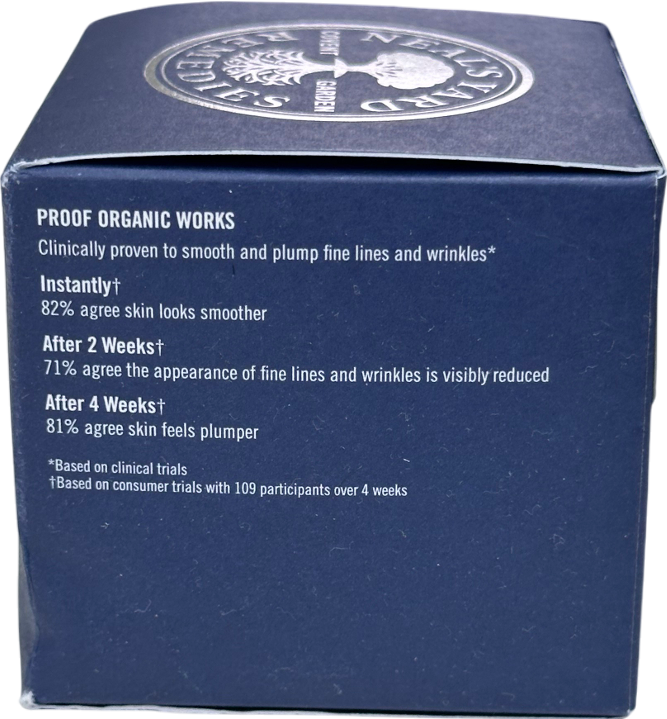 NEAL'S YARD
REMEDIES
COVENT GARDEN
PROOF ORGANIC WORKS
Clinically proven to smooth and plump fine lines and wrinkles*
Instantly†
82% agree skin looks smoother
After 2 Weeks†
71% agree the appearance of fine lines and wrinkles is visibly reduced
After 4 Weeks†
81% agree skin feels plumper
*Based on clinical trials
†Based on consumer trials with 109 participants over 4 weeks